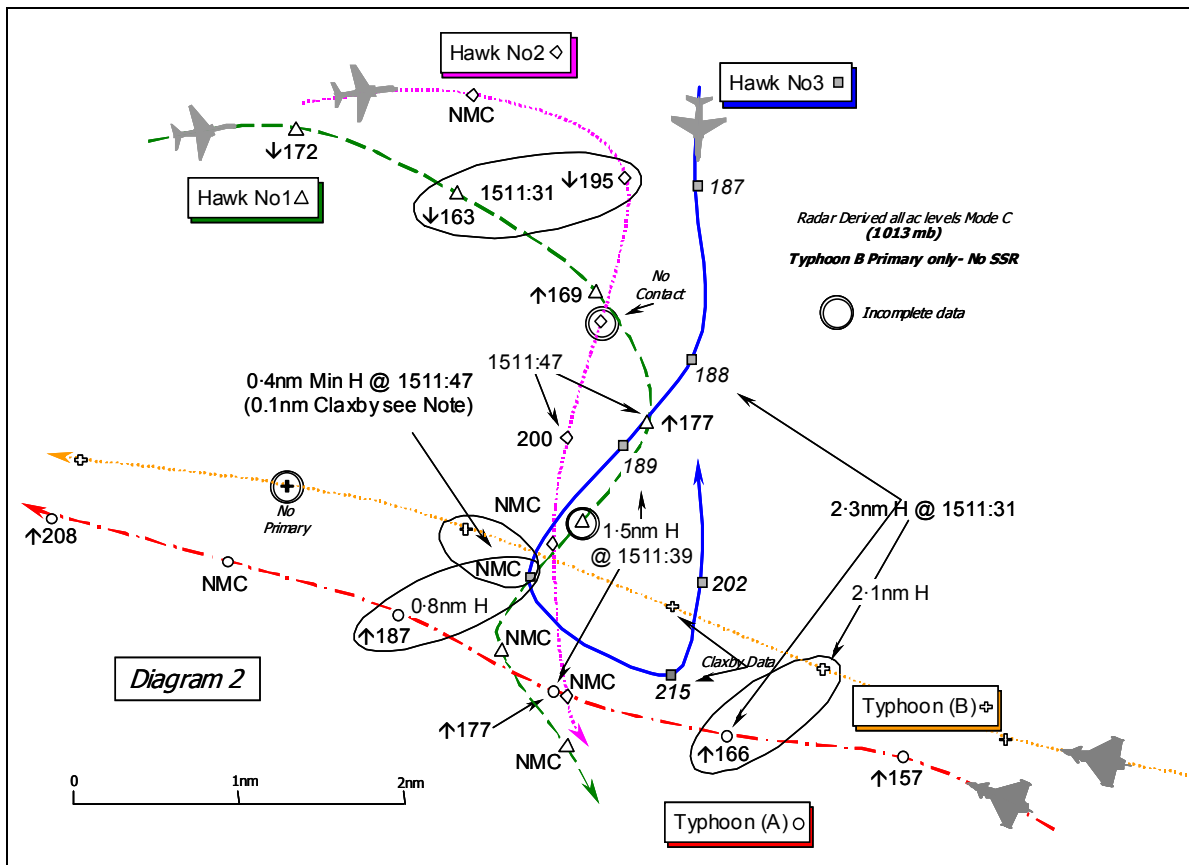 Hawk No2
Hawk No3
NMC
↓172
Hawk No1
1511:31
↓195
↓163
187
Radar Derived all ac levels Mode C
(1013 mb)
Typhoon B Primary only- No SSR
No
Contact
↑169
Incomplete data
1511:47
188
0·4nm Min H @ 1511:47
(0.1nm Claxby see Note)
↑177
200
189
No
Primary
NMC
2·3nm H @ 1511:31
↑208
1·5nm H
@ 1511:39
NMC
NMC
202
2·1nm H
0·8nm H
↑187
NMC
Claxby Data
Diagram 2
NMC
215
Typhoon (B)
↑177
↑166
NMC
↑157
0
1nm
2nm
Typhoon (A)